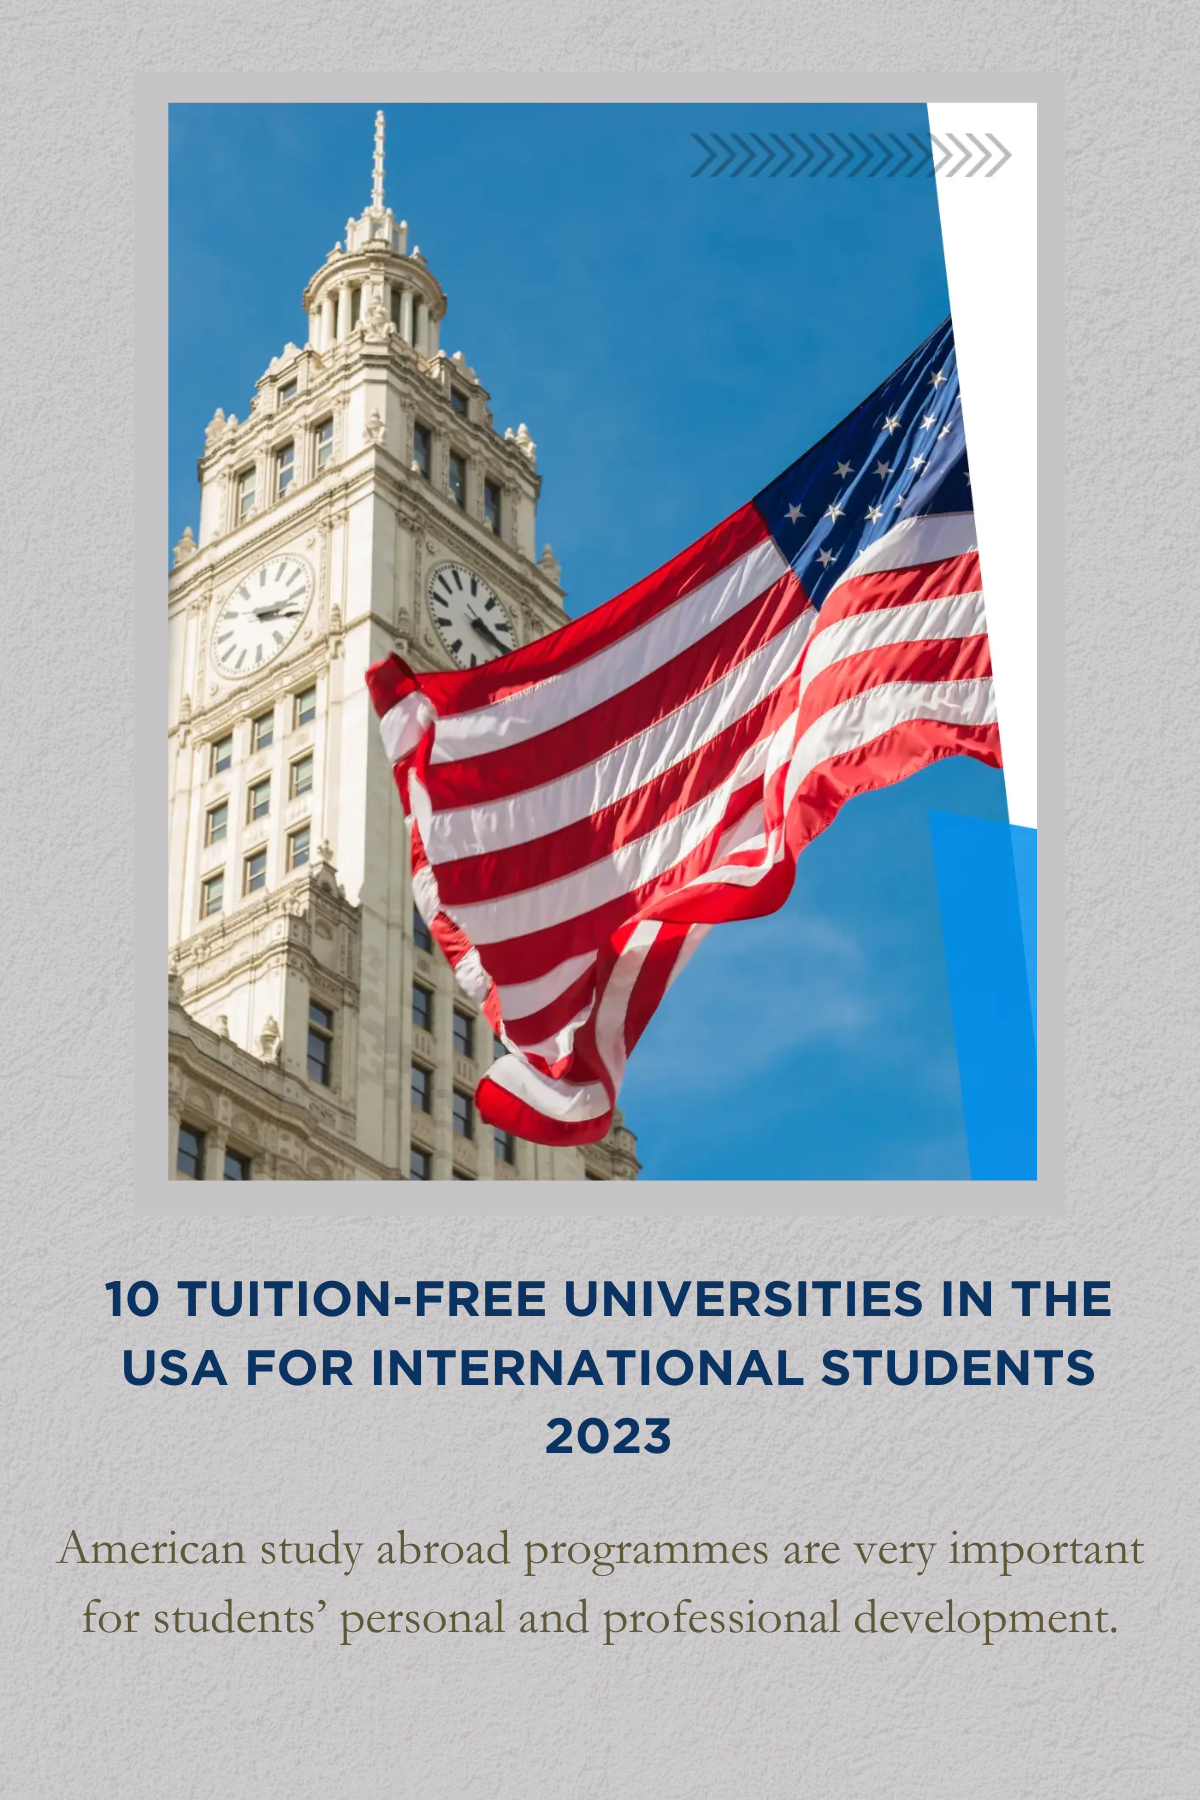 10 TUITION-FREE UNIVERSITIES IN THE
USA FOR INTERNATIONAL STUDENTS
2023
American study abroad programmes are very important
for students’ personal and professional development.